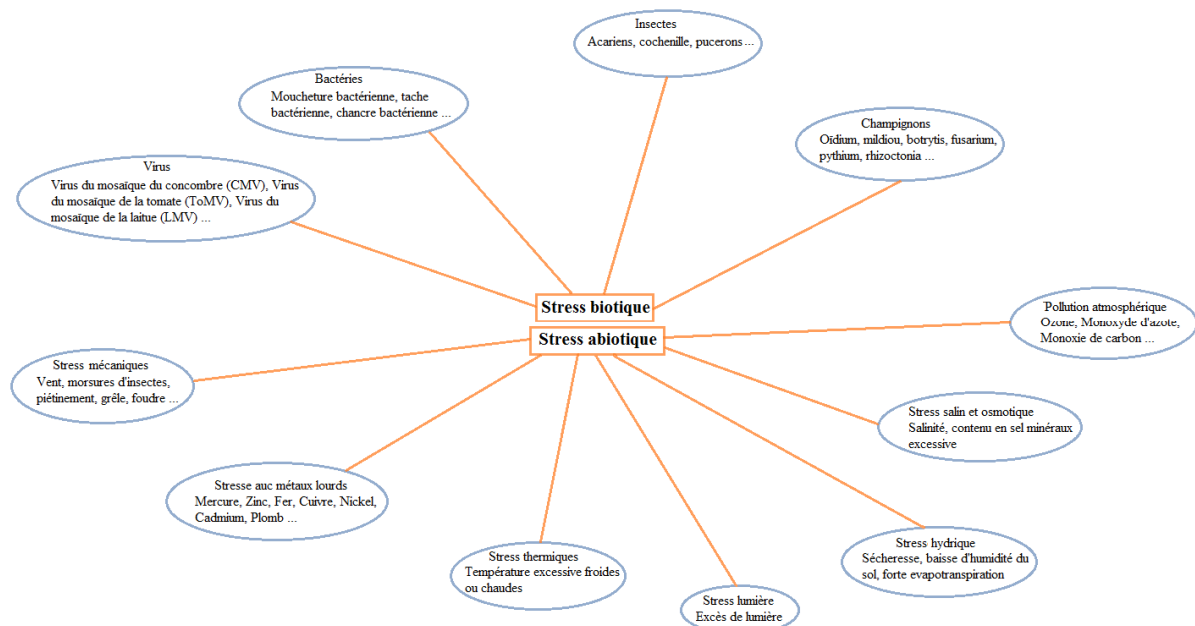 Insectes
Acariens, cochenille, pucerons ...
Bactéries
Moucheture bactérienne, tache
bactérienne, chancre bactérienne ...
Champignons
Oïdium, mildiou, botrytis, fusarium,
pythium, rhizoctonia ...
Virus
Virus du mosaïque du concombre (CMV), Virus
du mosaïque de la tomate (ToMV), Virus du
mosaïque de la laitue (LMV) ...
Stress biotique
Stress abiotique
Pollution atmosphérique
Ozone, Monoxyde d'azote,
Monoxie de carbon ...
Stress mécaniques
Vent, morsures d'insectes,
piétinement, grêle, foudre ...
Stress salin et osmotique
Salinité, contenu en sel minéraux
excessive
Stresse auc métaux lourds
Mercure, Zinc, Fer, Cuivre, Nickel,
Cadmium, Plomb ...
Stress hydrique
Sécheresse, baisse d'humidité du
sol, forte evapotranspiration
Stress thermiques
Température excessive froides
ou chaudes
Stress lumière
Excès de lumière